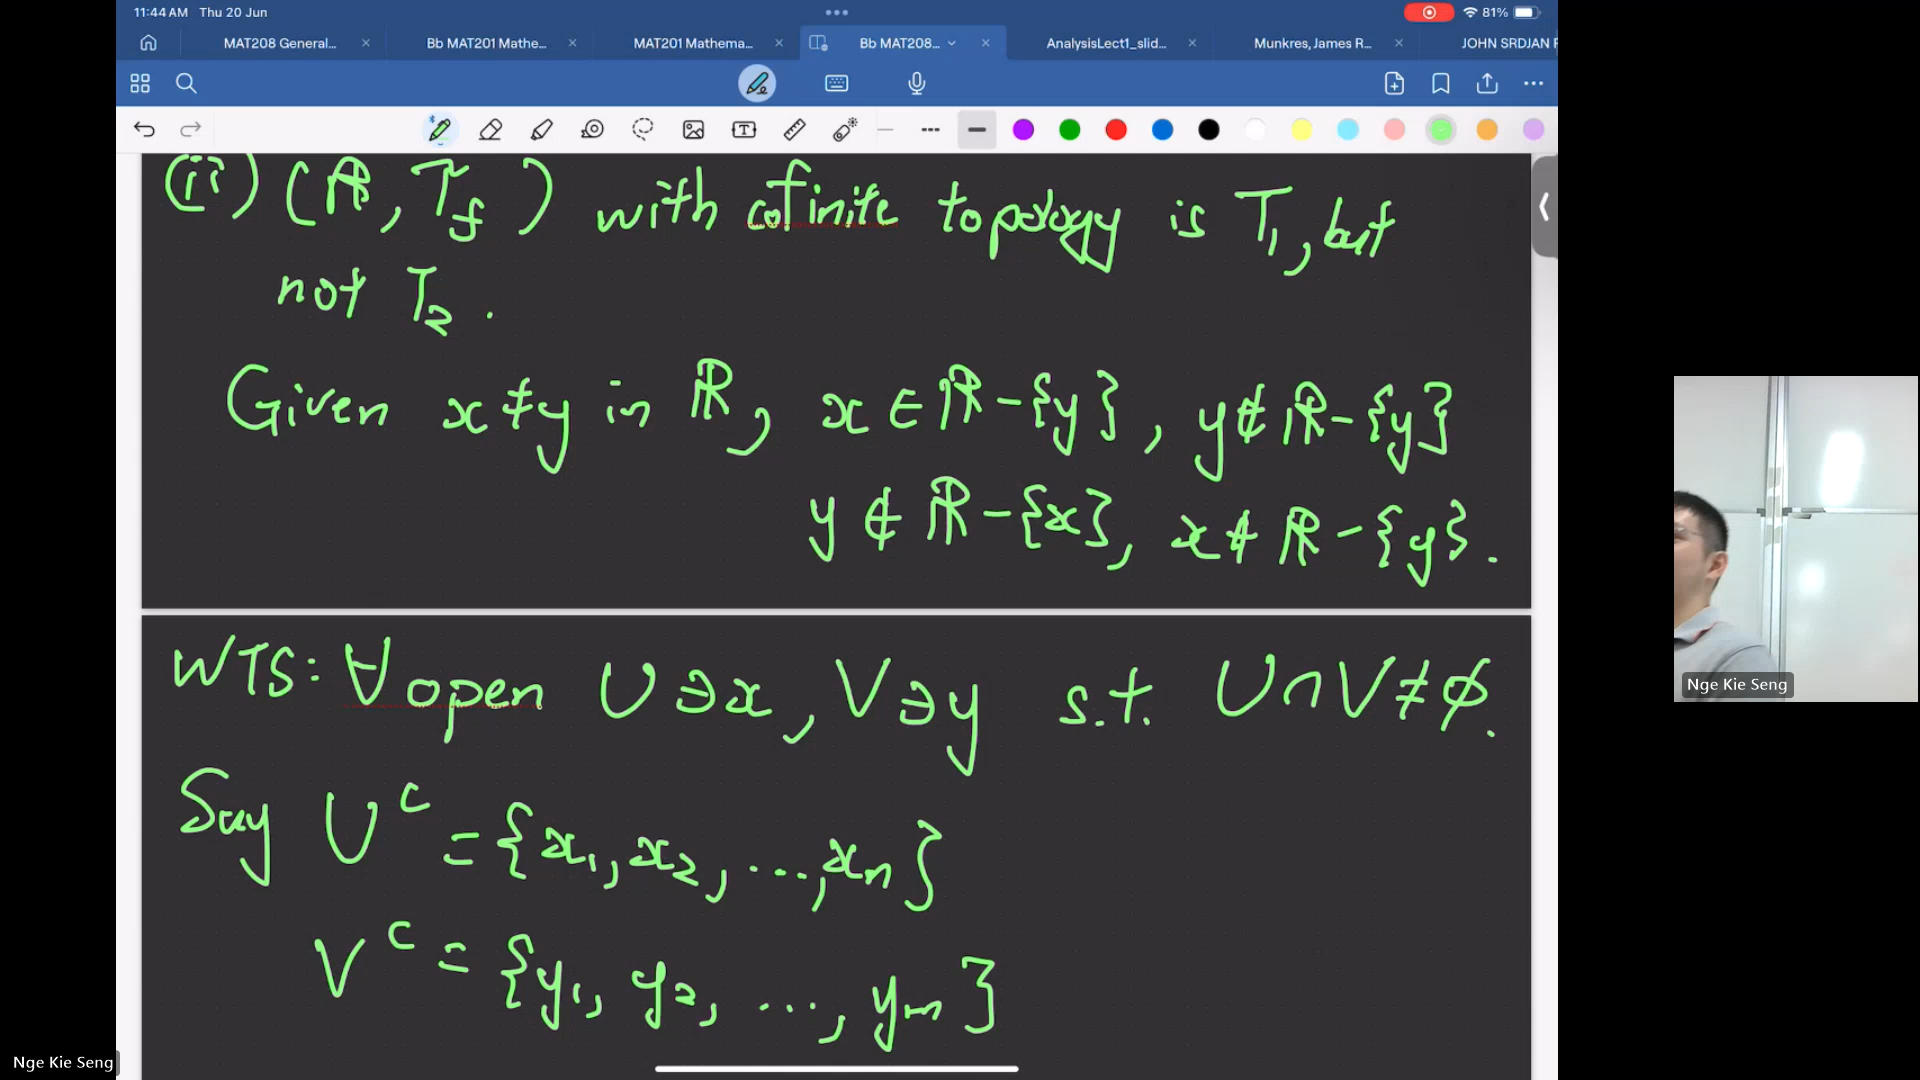 11:44 AM Thu 20 Jun
81%
MAT208 General...
Bb MAT201 Mathe...
MAT201 Mathema...
Bb MAT208...
AnalysisLect1_slid...
Munkres, James R...
JOHN SRDJAN P
(ii) (ℝ, T_f) with cofinite topology is T₁, but
not T₂.
Given x ≠ y in ℝ, x ∈ ℝ - {y}, y ∉ ℝ - {y}
y ∉ ℝ - {x}, x ∉ ℝ - {y}.
WTS: ∀ open U ∋ x, V ∋ y s.t. U ∩ V ≠ ∅.
Say Uᶜ = {x₁, x₂, ..., xₙ}
Vᶜ = {y₁, y₂, ..., yₘ}
Nge Kie Seng
Nge Kie Seng